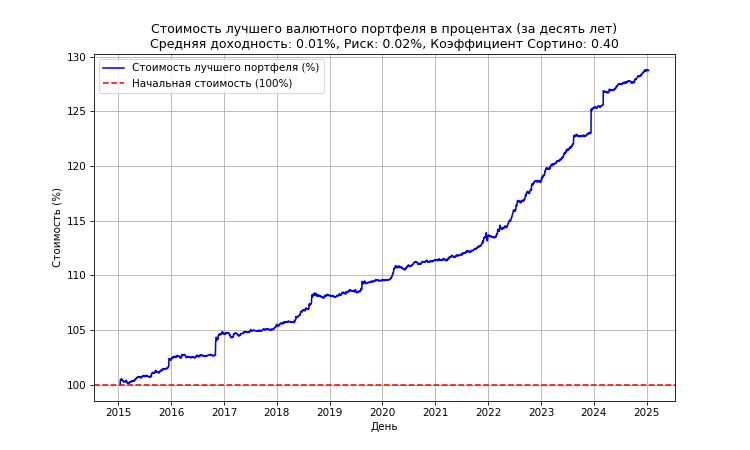 Стоимость лучшего валютного портфеля в процентах (за десять лет)
Средняя доходность: 0.01%, Риск: 0.02%, Коэффициент Сортино: 0.40
Стоимость лучшего портфеля (%)
Начальная стоимость (100%)
Стоимость (%)
130
125
120
115
110
105
100
2015 2016 2017 2018 2019 2020 2021 2022 2023 2024 2025
День